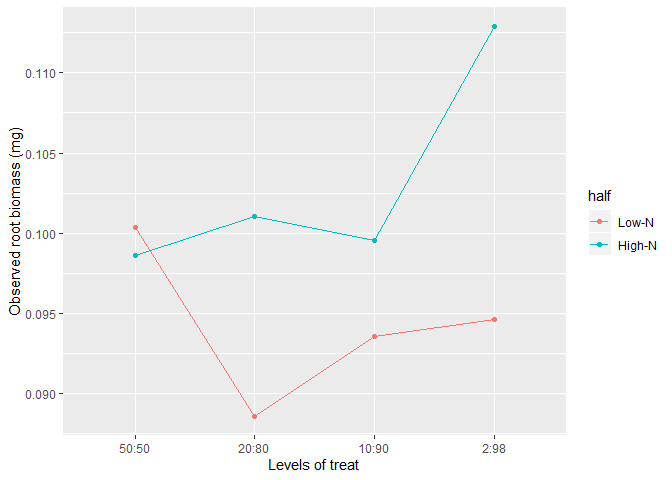 Observed root biomass (mg)
0.110
0.105
0.100
0.095
0.090
50:50 20:80 10:90 2:98
Levels of treat
half
Low-N
High-N